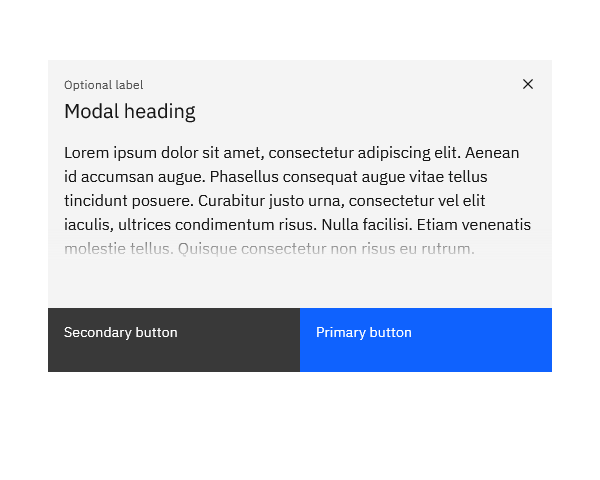 Optional label
Modal heading
Lorem ipsum dolor sit amet, consectetur adipiscing elit. Aenean
id accumsan augue. Phasellus consequat augue vitae tellus
tincidunt posuere. Curabitur justo urna, consectetur vel elit
iaculis, ultrices condimentum risus. Nulla facilisi. Etiam venenatis
molestie tellus. Quisque consectetur non risus eu rutrum.
Secondary button
Primary button